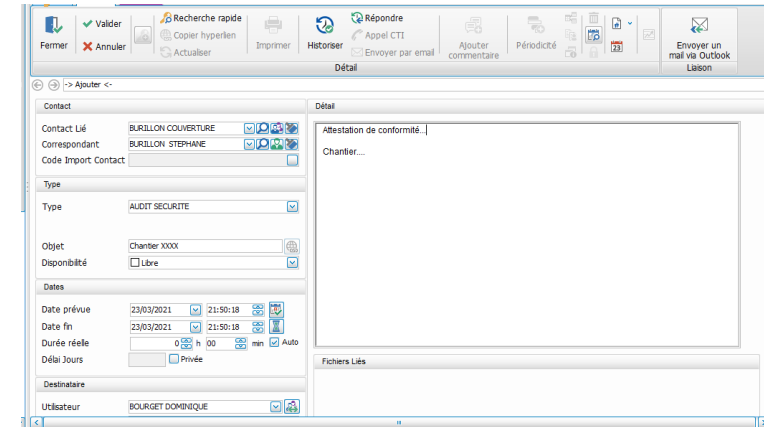 Fermer
Valider
Annuler
Recherche rapide
Copier hyperlien
Actualiser
Imprimer
Historiser
Répondre
Appel CTI
Envoyer par email
Ajouter
commentaire
Périodicité
23
Envoyer un
mail via Outlook
Détail
Liaison
-> Ajouter <-
Contact
Contact Lié BURILLON COUVERTURE
Correspondant BURILLON STEPHANE
Code Import Contact
Type
Type AUDIT SECURITE
Objet Chantier XXXX
Disponibilité Libre
Dates
Date prévue 23/03/2021 21:50:18
Date fin 23/03/2021 21:50:18
Durée réelle 0 h 00 min Auto
Délai Jours Privée
Destinataire
Utilisateur BOURGET DOMINIQUE
Détail
Attestation de conformité...
Chantier....
Fichiers Liés